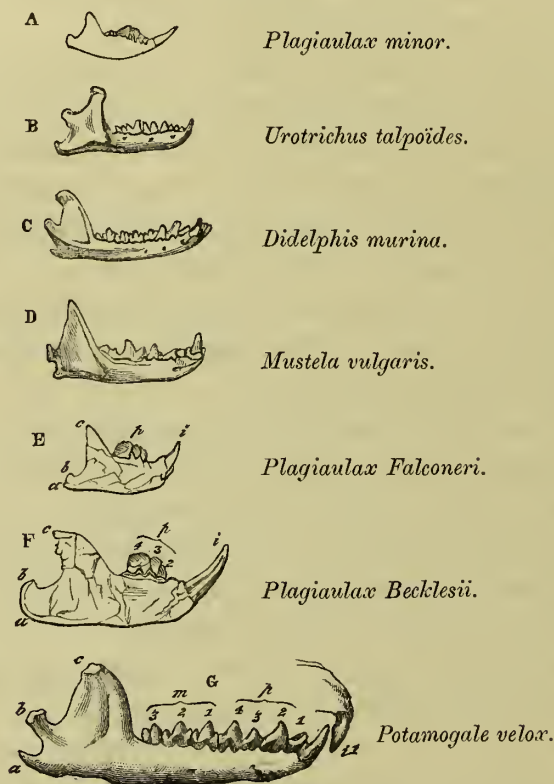 A
Plagiaulax minor.
B
Urotrichus talpoïdes.
C
Didelphis murina.
D
Mustela vulgaris.
E
c p i
b
a
Plagiaulax Falconeri.
F
c p i
4 3 2
b
a
Plagiaulax Becklesii.
G
c m p
b 3 2 1 4 3 2 1
a
Potamogale velox.